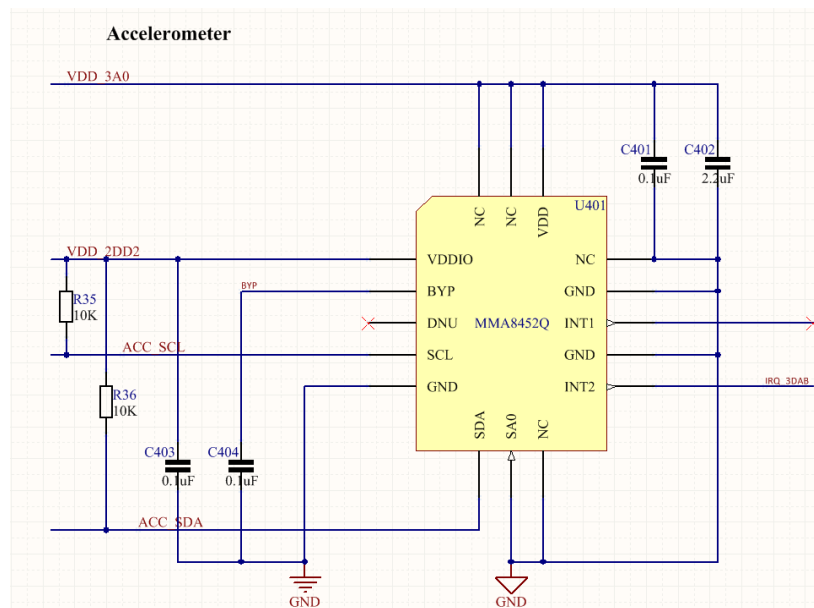 Accelerometer
VDD_3A0
C401
0.1uF
C402
2.2uF
NC
NC
VDD
U401
VDD_2DD2
VDDIO
NC
R35
10K
BYP
BYP
GND
DNU
MMA8452Q
INT1
ACC_SCL
SCL
GND
R36
10K
GND
INT2
IRQ_3DAB
SDA
SA0
NC
C403
0.1uF
C404
0.1uF
ACC_SDA
GND
GND